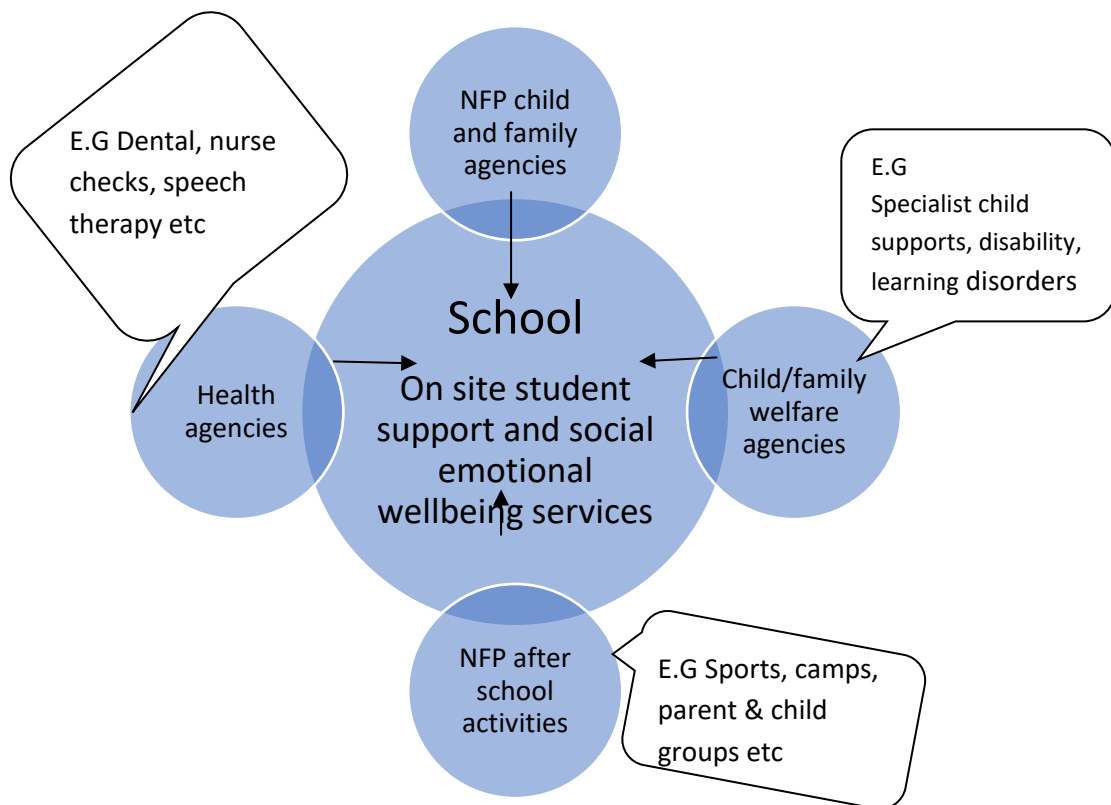 NFP child
and family
agencies
E.G Dental, nurse
checks, speech
therapy etc
E.G
Specialist child
supports, disability,
learning disorders
School
On site student
support and social
emotional
wellbeing services
Health
agencies
Child/family
welfare
agencies
NFP after
school
activities
E.G Sports, camps,
parent & child
groups etc